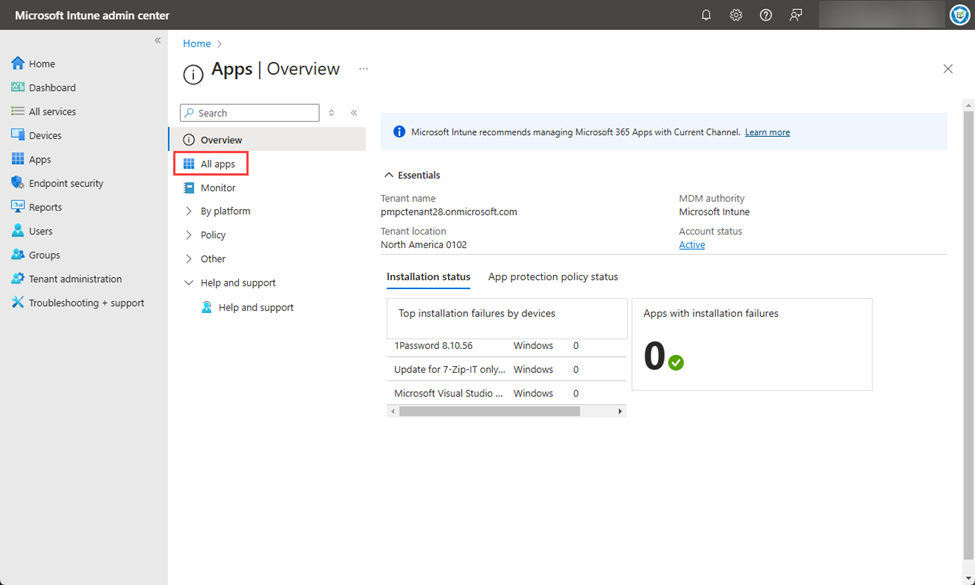 Microsoft Intune admin center
Home
Dashboard
All services
Devices
Apps
Endpoint security
Reports
Users
Groups
Tenant administration
Troubleshooting + support
Home
Apps | Overview
Search
Overview
All apps
Monitor
By platform
Policy
Other
Help and support
Help and support
Microsoft Intune recommends managing Microsoft 365 Apps with Current Channel. Learn more
Essentials
Tenant name
pmpctenant28.onmicrosoft.com
Tenant location
North America 0102
MDM authority
Microsoft Intune
Account status
Active
Installation status App protection policy status
Top installation failures by devices
1Password 8.10.56 Windows 0
Update for 7-Zip-IT only... Windows 0
Microsoft Visual Studio ... Windows 0
Apps with installation failures
0